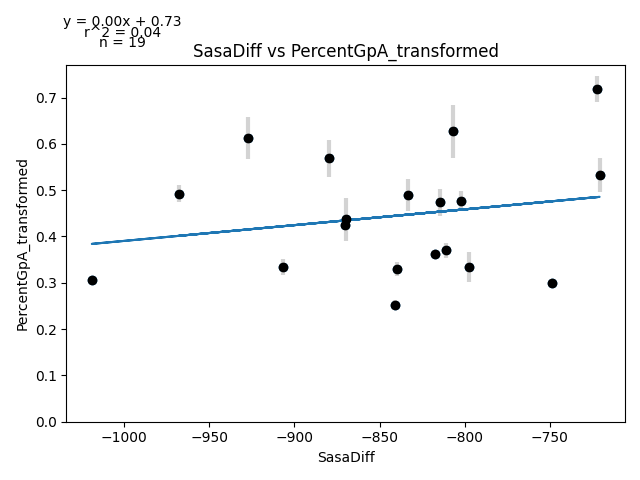 y = 0.00x + 0.73
r^2 = 0.04
n = 19
SasaDiff vs PercentGpA_transformed
PercentGpA_transformed
0.7
0.6
0.5
0.4
0.3
0.2
0.1
0.0
−1000 −950 −900 −850 −800 −750
SasaDiff